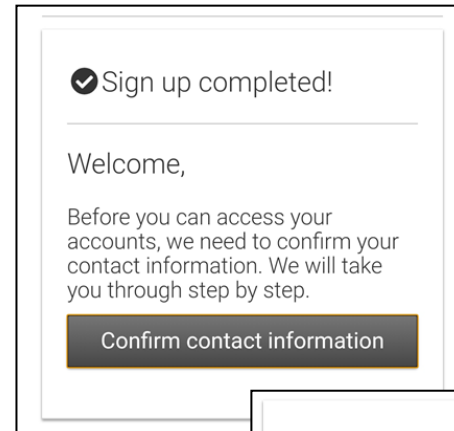 Sign up completed!
Welcome,
Before you can access your
accounts, we need to confirm your
contact information. We will take
you through step by step.
Confirm contact information